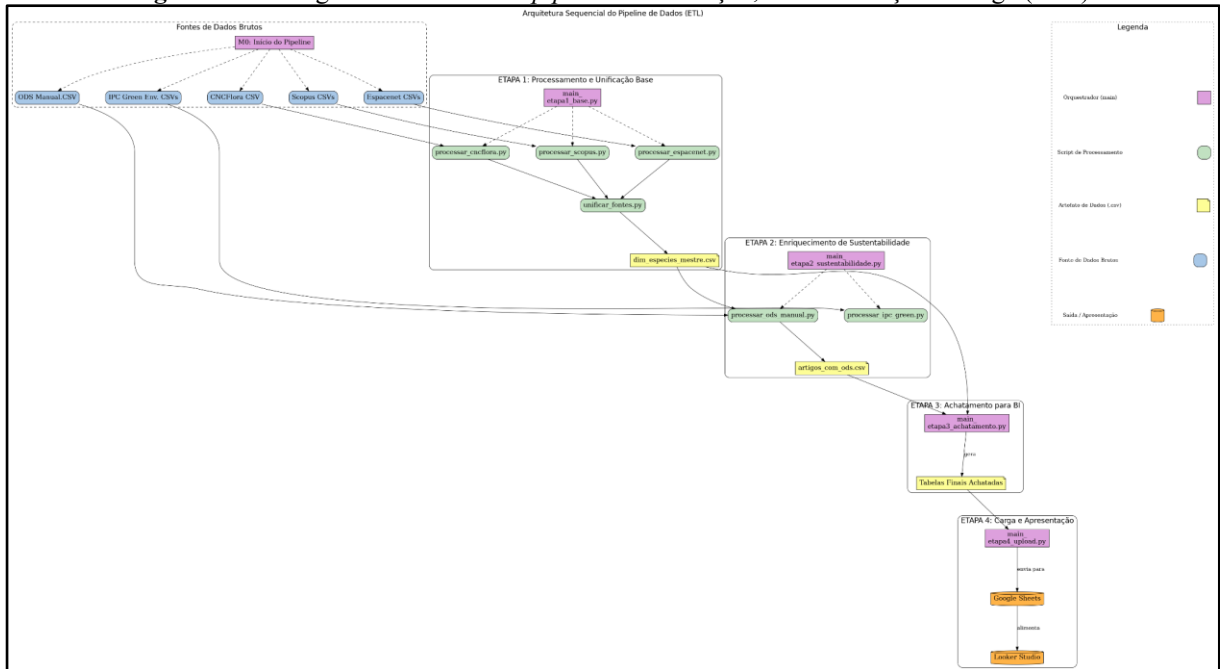 Arquitetura Sequencial do Pipeline de Dados (ETL)
Fontes de Dados Brutos
M0: Início do Pipeline
ODS Manual.CSV
IPC Green Env. CSVs
CNCFlora CSV
Scopus CSVs
Espacenet CSVs
ETAPA 1: Processamento e Unificação Base
main_
etapa1_base.py
processar_cncflora.py
processar_scopus.py
processar_espacenet.py
unificar_fontes.py
dim_especies_mestre.csv
ETAPA 2: Enriquecimento de Sustentabilidade
main_
etapa2_sustentabilidade.py
processar_ods_manual.py
processar_ipc_green.py
artigos_com_ods.csv
ETAPA 3: Achatamento para BI
main_
etapa3_achatamento.py
gera
Tabelas Finais Achatadas
ETAPA 4: Carga e Apresentação
main_
etapa4_upload.py
envia para
Google Sheets
alimenta
Looker Studio
Legenda
Orquestrador (main)
Script de Processamento
Artefato de Dados (.csv)
Fonte de Dados Brutos
Saída / Apresentação